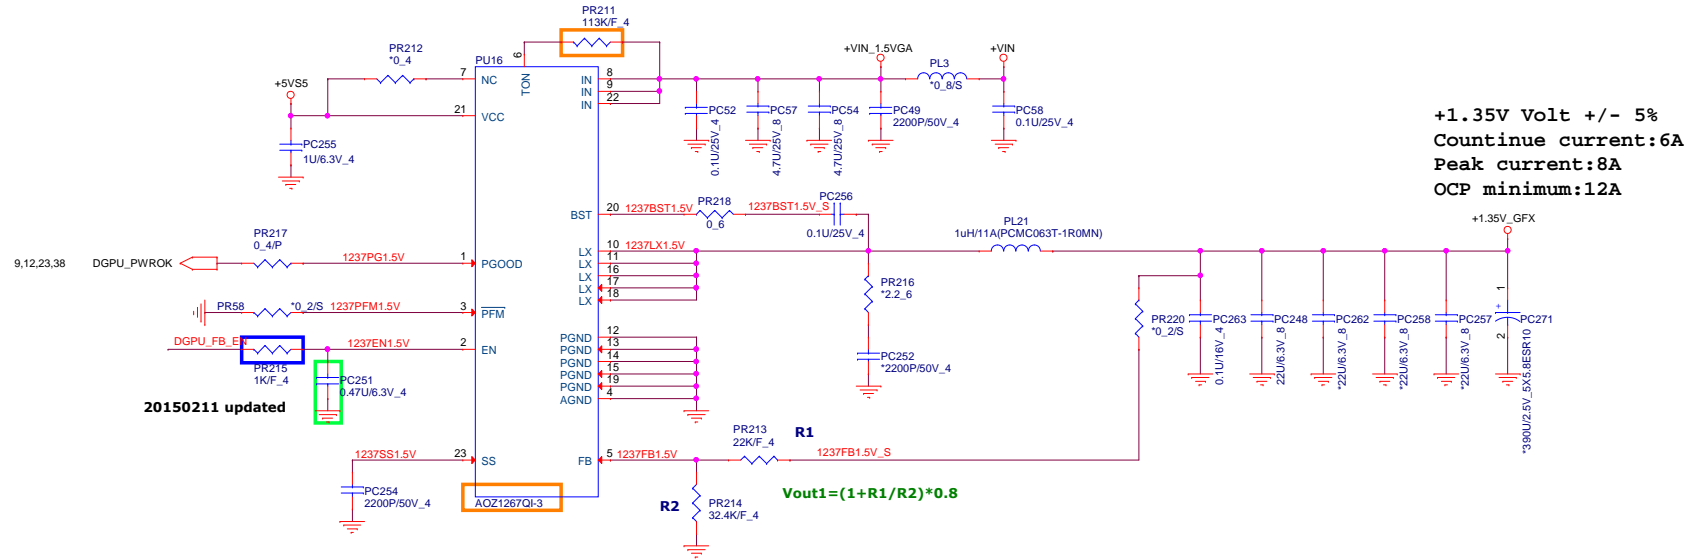 PR211
113K/F_4
PR212
*0_4
PU16
6
TON
7
NC
+5VS5
21
VCC
PC255
1U/6.3V_4
IN
8
IN
9
IN
22
+VIN_1.5VGA
+VIN
PL3
*0_8/S
PC52
0.1U/25V_4
PC57
4.7U/25V_8
PC54
4.7U/25V_8
PC49
2200P/50V_4
PC58
0.1U/25V_4
+1.35V Volt +/- 5%
Countinue current:6A
Peak current:8A
OCP minimum:12A
+1.35V_GFX
BST
20
1237BST1.5V
PR218
0_6
1237BST1.5V_S
PC256
0.1U/25V_4
PL21
1uH/11A(PCMC063T-1R0MN)
LX
10
1237LX1.5V
LX
11
LX
16
LX
17
LX
18
9,12,23,38
DGPU_PWROK
PR217
0_4/P
1237PG1.5V
1
PGOOD
PR58
*0_2/S
1237PFM1.5V
3
PFM
DGPU_FB_EN
PR215
1K/F_4
1237EN1.5V
2
EN
PC251
0.47U/6.3V_4
20150211 updated
PR216
*2.2_6
PC252
*2200P/50V_4
PGND
12
PGND
13
PGND
14
PGND
15
PGND
19
AGND
4
PR220
*0_2/S
PC263
0.1U/16V_4
PC248
22U/6.3V_8
PC262
*22U/6.3V_8
PC258
*22U/6.3V_8
PC257
*22U/6.3V_8
1
+
PC271
2
*390U/2.5V_5X5.8ESR10
1237SS1.5V
23
SS
PC254
2200P/50V_4
AOZ1267QI-3
FB
5
1237FB1.5V
PR213
22K/F_4
R1
1237FB1.5V_S
R2
PR214
32.4K/F_4
Vout1=(1+R1/R2)*0.8